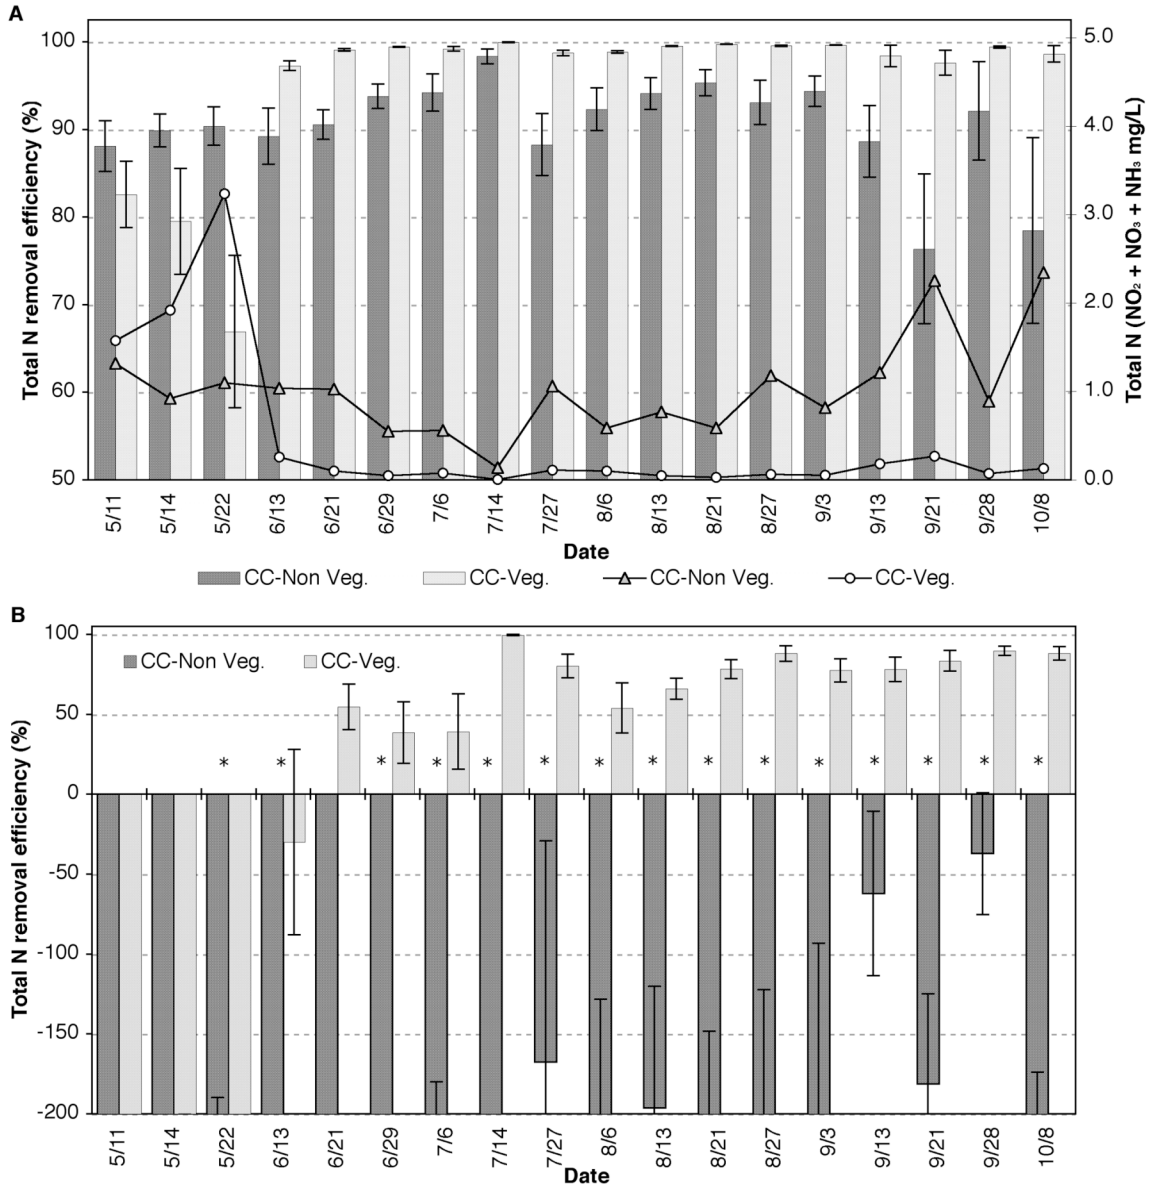 A
100
90
80
70
60
50
Total N removal efficiency (%)
5.0
4.0
3.0
2.0
1.0
0.0
Total N (NO₂ + NO₃ + NH₃ mg/L)
5/11 5/14 5/22 6/13 6/21 6/29 7/6 7/14 7/27 8/6 8/13 8/21 8/27 9/3 9/13 9/21 9/28 10/8
Date
CC-Non Veg. CC-Veg. CC-Non Veg. CC-Veg.
B
100
50
0
-50
-100
-150
-200
Total N removal efficiency (%)
CC-Non Veg. CC-Veg.
* * * * * * * * * * * * * * * *
5/11 5/14 5/22 6/13 6/21 6/29 7/6 7/14 7/27 8/6 8/13 8/21 8/27 9/3 9/13 9/21 9/28 10/8
Date